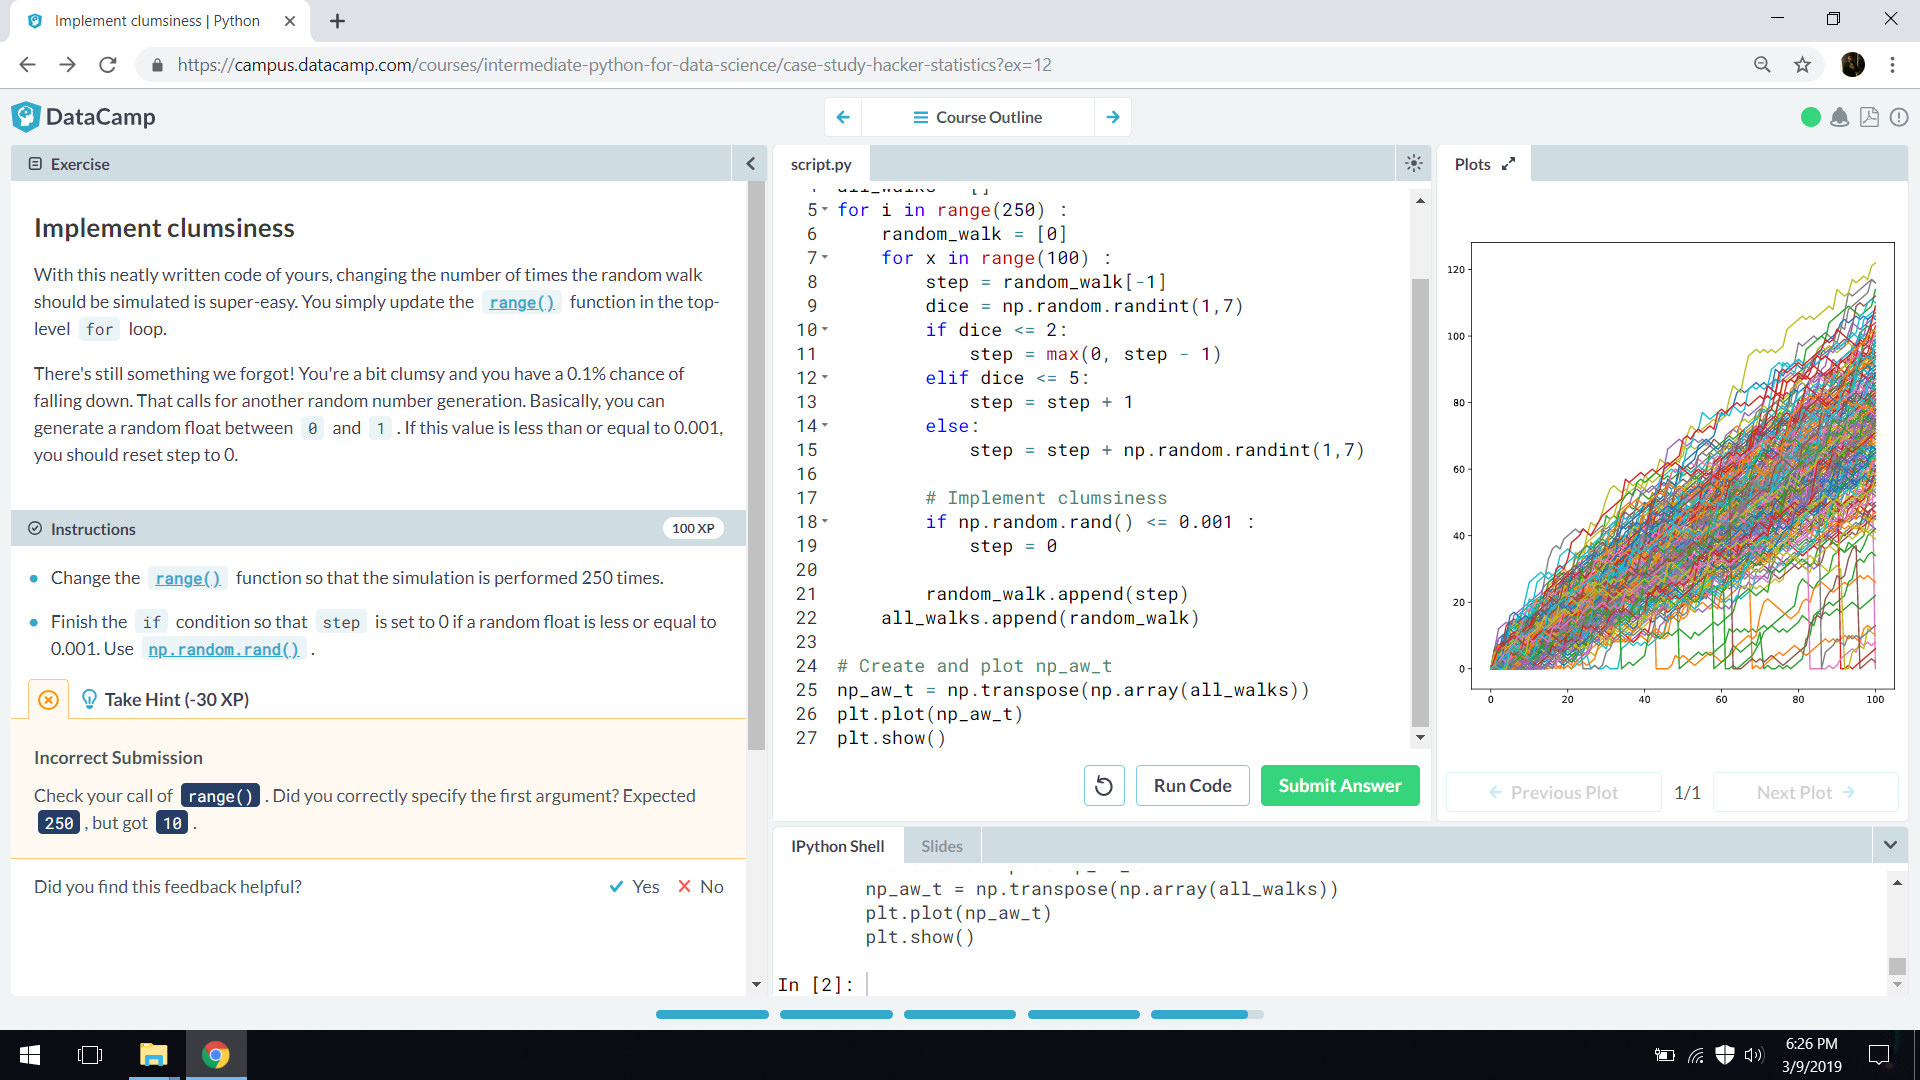 Implement clumsiness | Python
https://campus.datacamp.com/courses/intermediate-python-for-data-science/case-study-hacker-statistics?ex=12
DataCamp
Course Outline
Exercise
Implement clumsiness
With this neatly written code of yours, changing the number of times the random walk
should be simulated is super-easy. You simply update the range() function in the top-
level for loop.
There's still something we forgot! You're a bit clumsy and you have a 0.1% chance of
falling down. That calls for another random number generation. Basically, you can
generate a random float between 0 and 1 . If this value is less than or equal to 0.001,
you should reset step to 0.
Instructions
100 XP
Change the range() function so that the simulation is performed 250 times.
Finish the if condition so that step is set to 0 if a random float is less or equal to
0.001. Use np.random.rand() .
Take Hint (-30 XP)
Incorrect Submission
Check your call of range() . Did you correctly specify the first argument? Expected
250 , but got 10 .
Did you find this feedback helpful?
Yes
No
script.py
5 for i in range(250) :
6 random_walk = [0]
7 for x in range(100) :
8 step = random_walk[-1]
9 dice = np.random.randint(1,7)
10 if dice <= 2:
11 step = max(0, step - 1)
12 elif dice <= 5:
13 step = step + 1
14 else:
15 step = step + np.random.randint(1,7)
16
17 # Implement clumsiness
18 if np.random.rand() <= 0.001 :
19 step = 0
20
21 random_walk.append(step)
22 all_walks.append(random_walk)
23
24 # Create and plot np_aw_t
25 np_aw_t = np.transpose(np.array(all_walks))
26 plt.plot(np_aw_t)
27 plt.show()
Run Code
Submit Answer
Plots
120
100
80
60
40
20
0
0 20 40 60 80 100
Previous Plot
1/1
Next Plot
IPython Shell
Slides
np_aw_t = np.transpose(np.array(all_walks))
plt.plot(np_aw_t)
plt.show()
In [2]:
6:26 PM
3/9/2019